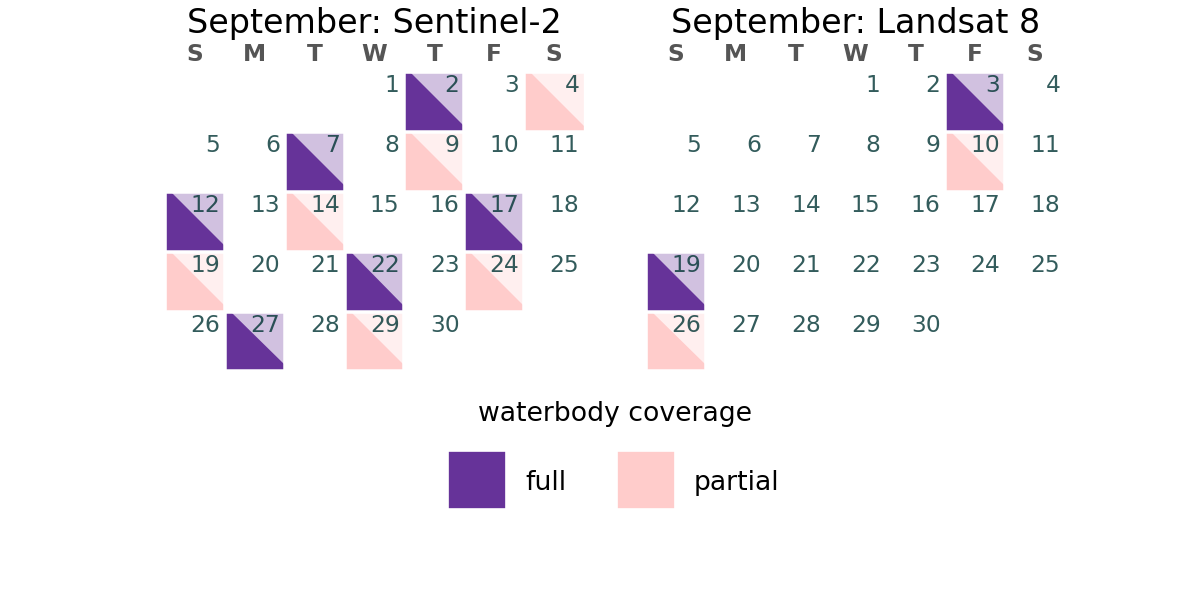 September: Sentinel-2
S M T W T F S
1 2 3 4
5 6 7 8 9 10 11
12 13 14 15 16 17 18
19 20 21 22 23 24 25
26 27 28 29 30
September: Landsat 8
S M T W T F S
1 2 3 4
5 6 7 8 9 10 11
12 13 14 15 16 17 18
19 20 21 22 23 24 25
26 27 28 29 30
waterbody coverage
full partial